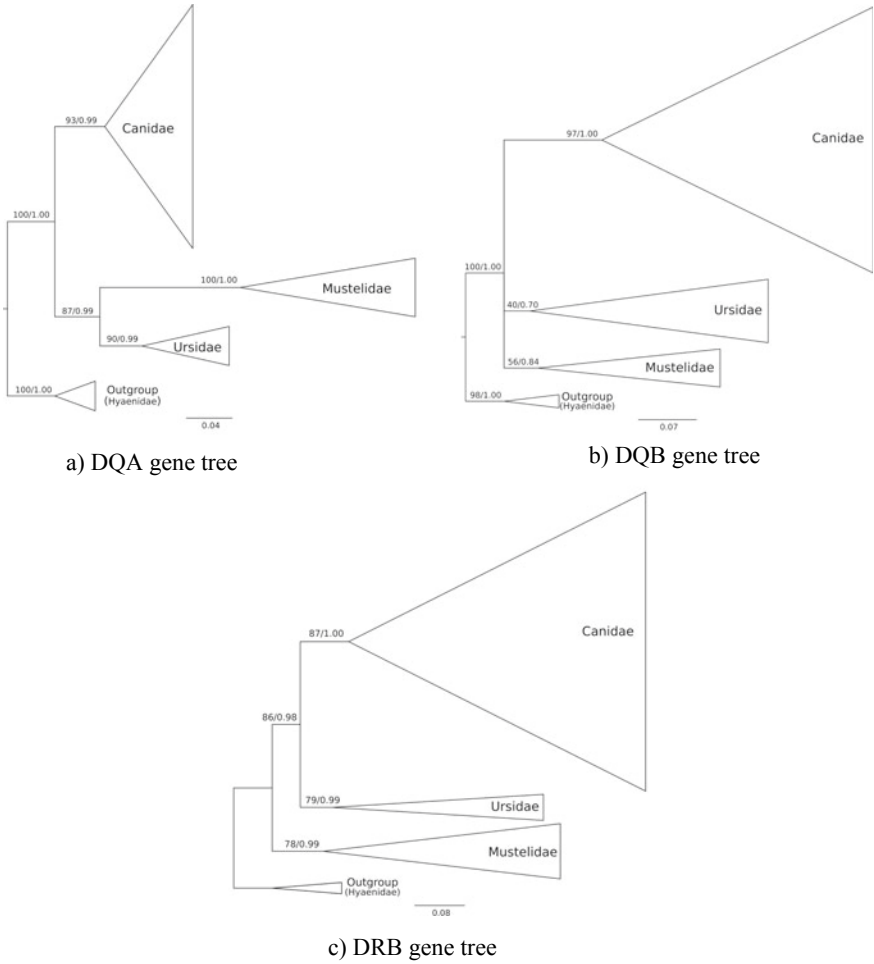 93/0.99
Canidae
100/1.00
100/1.00
Mustelidae
87/0.99
90/0.99
Ursidae
100/1.00
Outgroup
(Hyaenidae)
0.04
a) DQA gene tree
97/1.00
Canidae
100/1.00
40/0.70
Ursidae
56/0.84
Mustelidae
98/1.00
Outgroup
(Hyaenidae)
0.07
b) DQB gene tree
87/1.00
Canidae
86/0.98
79/0.99
Ursidae
78/0.99
Mustelidae
Outgroup
(Hyaenidae)
0.08
c) DRB gene tree